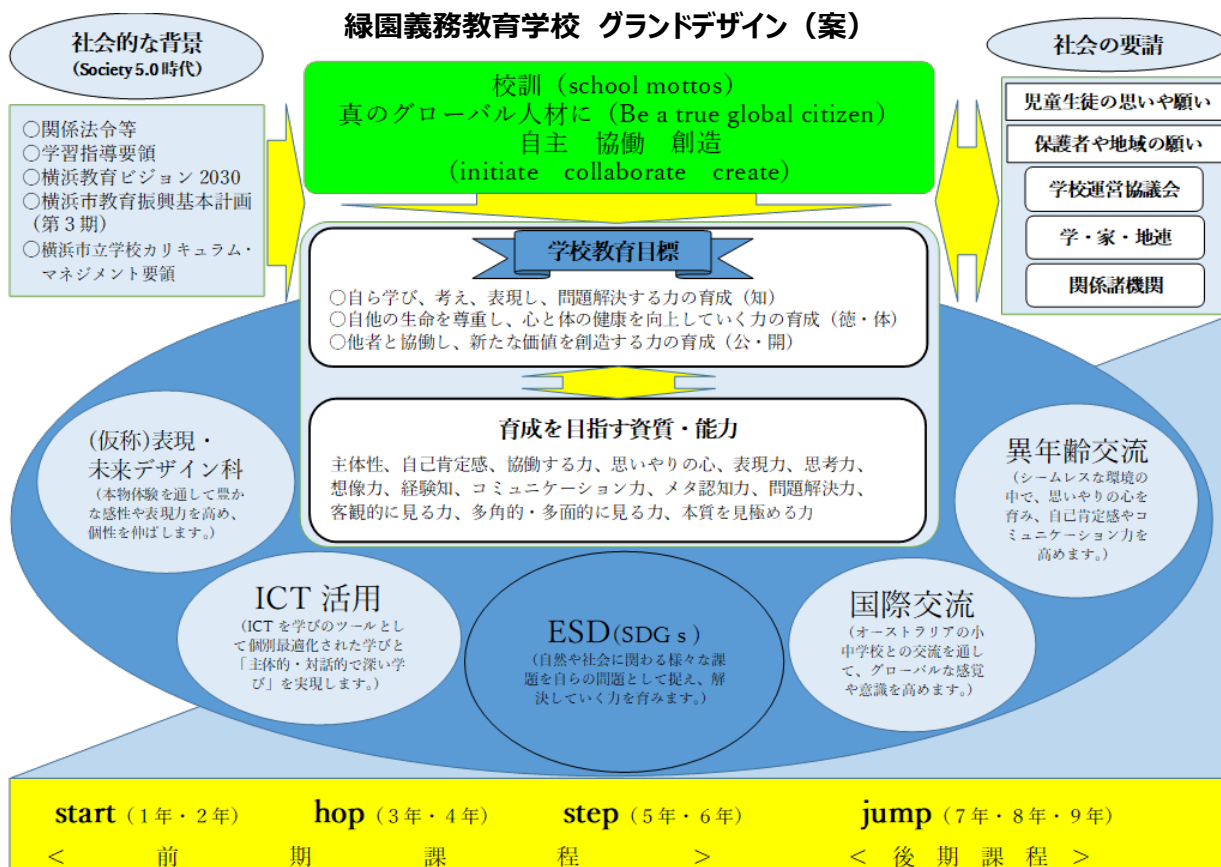 緑園義務教育学校 グランドデザイン（案）
社会的な背景
（Society 5.0 時代）
○関係法令等
○学習指導要領
○横浜教育ビジョン 2030
○横浜市教育振興基本計画
（第３期）
○横浜市立学校カリキュラム・
マネジメント要領
校訓（school mottos）
真のグローバル人材に（Be a true global citizen）
自主　協働　創造
(initiate　collaborate　create)
社会の要請
児童生徒の思いや願い
保護者や地域の願い
学校運営協議会
学・家・地連
関係諸機関
学校教育目標
○自ら学び、考え、表現し、問題解決する力の育成（知）
○自他の生命を尊重し、心と体の健康を向上していく力の育成（徳・体）
○他者と協働し、新たな価値を創造する力の育成（公・開）
育成を目指す資質・能力
主体性、自己肯定感、協働する力、思いやりの心、表現力、思考力、
想像力、経験知、コミュニケーション力、メタ認知力、問題解決力、
客観的に見る力、多角的・多面的に見る力、本質を見極める力
(仮称)表現・
未来デザイン科
（本物体験を通して豊か
な感性や表現力を高め、
個性を伸ばします。）
ICT 活用
（ICT を学びのツールとし
て個別最適化された学びと
「主体的・対話的で深い学
び」を実現します。）
ESD(SDGｓ)
（自然や社会に関わる様々な課
題を自らの問題として捉え、解
決していく力を育みます。）
国際交流
（オーストラリアの小
中学校との交流を通し
て、グローバルな感覚
や意識を高めます。）
異年齢交流
（シームレスな環境の
中で、思いやりの心を
育み、自己肯定感やコ
ミュニケーション力を
高めます。）
start（１年・２年）　hop（３年・４年）　step（５年・６年）　jump（７年・８年・９年）
＜　前　期　課　程　＞　＜ 後 期 課 程 ＞